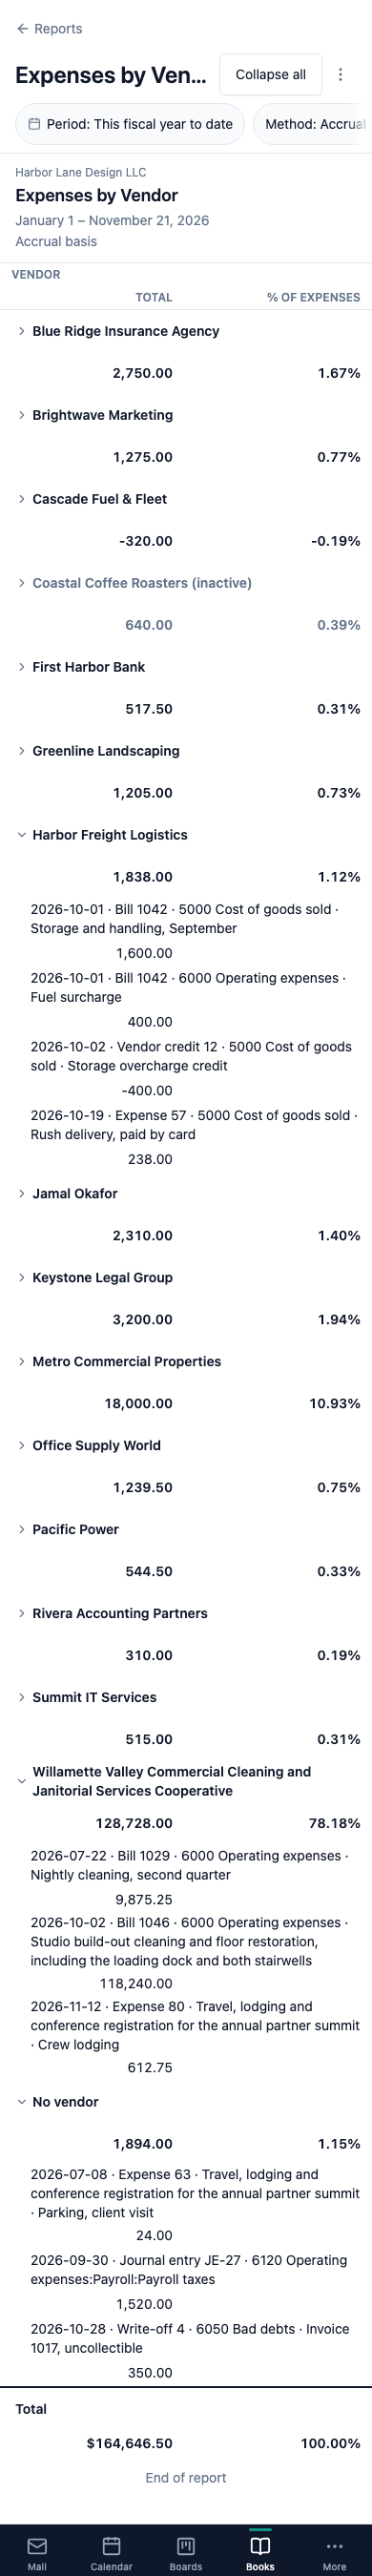 Reports
Expenses by Ven...
Collapse all
Period: This fiscal year to date
Method: Accrual
Harbor Lane Design LLC
Expenses by Vendor
January 1 – November 21, 2026
Accrual basis
VENDOR
TOTAL % OF EXPENSES
Blue Ridge Insurance Agency
2,750.00 1.67%
Brightwave Marketing
1,275.00 0.77%
Cascade Fuel & Fleet
-320.00 -0.19%
Coastal Coffee Roasters (inactive)
640.00 0.39%
First Harbor Bank
517.50 0.31%
Greenline Landscaping
1,205.00 0.73%
Harbor Freight Logistics
1,838.00 1.12%
2026-10-01 · Bill 1042 · 5000 Cost of goods sold ·
Storage and handling, September
1,600.00
2026-10-01 · Bill 1042 · 6000 Operating expenses ·
Fuel surcharge
400.00
2026-10-02 · Vendor credit 12 · 5000 Cost of goods
sold · Storage overcharge credit
-400.00
2026-10-19 · Expense 57 · 5000 Cost of goods sold ·
Rush delivery, paid by card
238.00
Jamal Okafor
2,310.00 1.40%
Keystone Legal Group
3,200.00 1.94%
Metro Commercial Properties
18,000.00 10.93%
Office Supply World
1,239.50 0.75%
Pacific Power
544.50 0.33%
Rivera Accounting Partners
310.00 0.19%
Summit IT Services
515.00 0.31%
Willamette Valley Commercial Cleaning and
Janitorial Services Cooperative
128,728.00 78.18%
2026-07-22 · Bill 1029 · 6000 Operating expenses ·
Nightly cleaning, second quarter
9,875.25
2026-10-02 · Bill 1046 · 6000 Operating expenses ·
Studio build-out cleaning and floor restoration,
including the loading dock and both stairwells
118,240.00
2026-11-12 · Expense 80 · Travel, lodging and
conference registration for the annual partner summit
· Crew lodging
612.75
No vendor
1,894.00 1.15%
2026-07-08 · Expense 63 · Travel, lodging and
conference registration for the annual partner summit
· Parking, client visit
24.00
2026-09-30 · Journal entry JE-27 · 6120 Operating
expenses:Payroll:Payroll taxes
1,520.00
2026-10-28 · Write-off 4 · 6050 Bad debts · Invoice
1017, uncollectible
350.00
Total
$164,646.50 100.00%
End of report
Mail Calendar Boards Books More